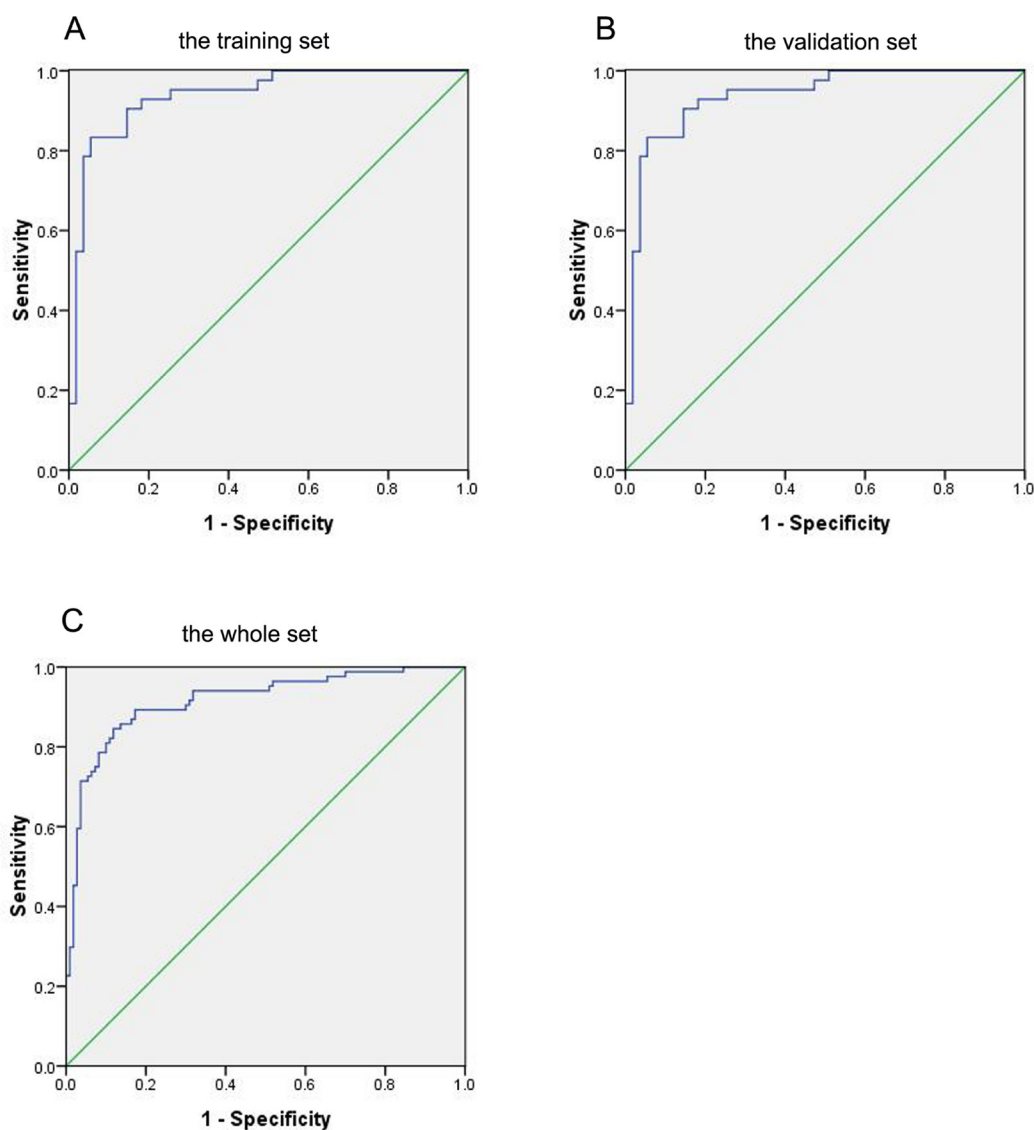 A
the training set
1.0
0.8
0.6
0.4
0.2
0.0
Sensitivity
0.0 0.2 0.4 0.6 0.8 1.0
1 - Specificity
B
the validation set
1.0
0.8
0.6
0.4
0.2
0.0
Sensitivity
0.0 0.2 0.4 0.6 0.8 1.0
1 - Specificity
C
the whole set
1.0
0.8
0.6
0.4
0.2
0.0
Sensitivity
0.0 0.2 0.4 0.6 0.8 1.0
1 - Specificity